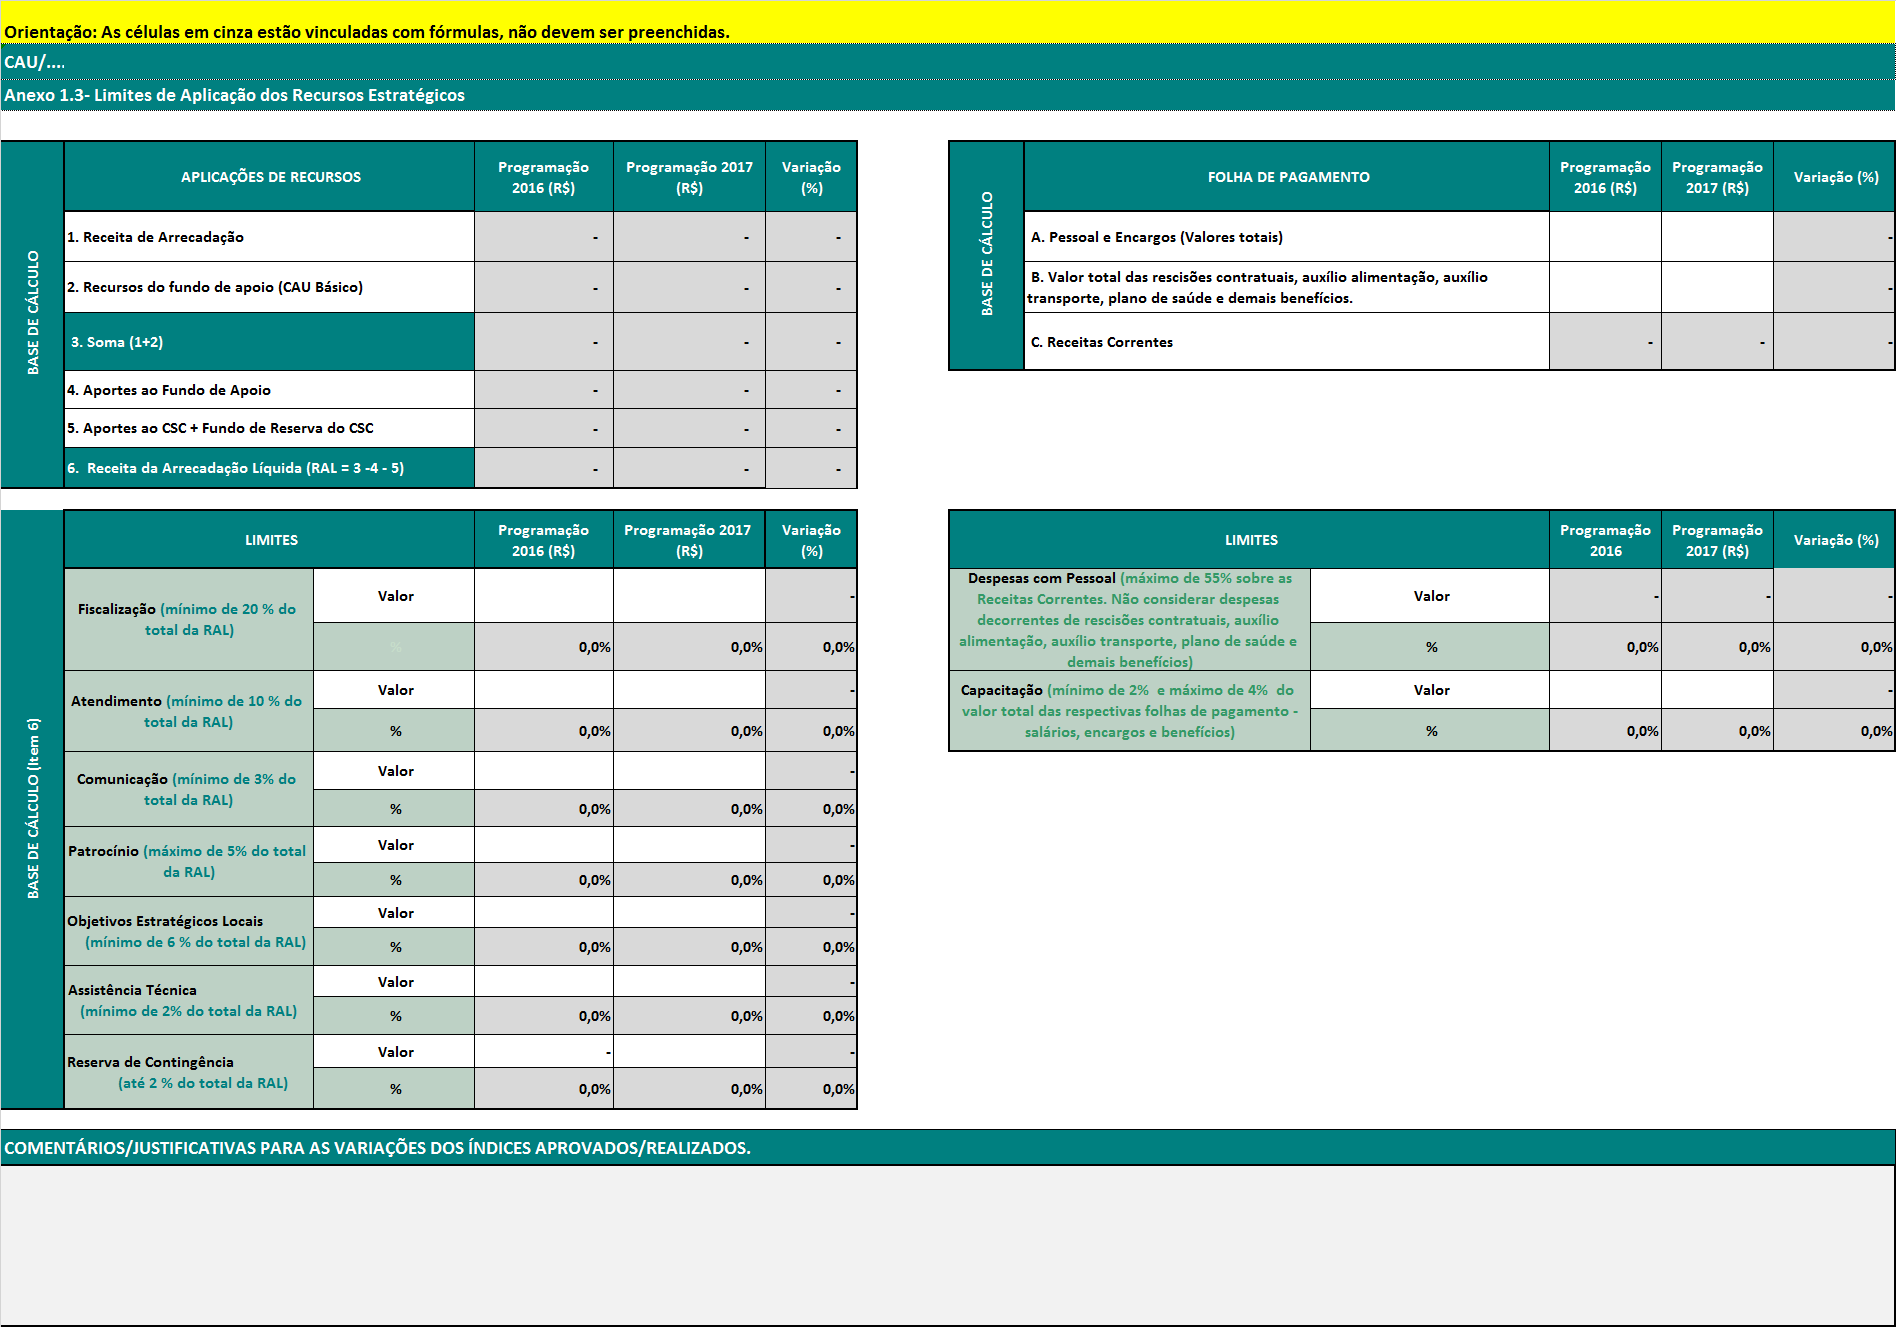 Orientação: As células em cinza estão vinculadas com fórmulas, não devem ser preenchidas.
CAU/....
Anexo 1.3- Limites de Aplicação dos Recursos Estratégicos
BASE DE CÁLCULO
APLICAÇÕES DE RECURSOS
Programação 2016 (R$)
Programação 2017 (R$)
Variação (%)
1. Receita de Arrecadação - - -
2. Recursos do fundo de apoio (CAU Básico) - - -
3. Soma (1+2) - - -
4. Aportes ao Fundo de Apoio - - -
5. Aportes ao CSC + Fundo de Reserva do CSC - - -
6. Receita da Arrecadação Líquida (RAL = 3 -4 - 5) - - -
BASE DE CÁLCULO
FOLHA DE PAGAMENTO
Programação 2016 (R$)
Programação 2017 (R$)
Variação (%)
A. Pessoal e Encargos (Valores totais) -
B. Valor total das rescisões contratuais, auxílio alimentação, auxílio
transporte, plano de saúde e demais benefícios. -
C. Receitas Correntes - - -
BASE DE CÁLCULO (Item 6)
LIMITES
Programação 2016 (R$)
Programação 2017 (R$)
Variação (%)
Fiscalização (mínimo de 20 % do
total da RAL)
Valor -
% 0,0% 0,0% 0,0%
Atendimento (mínimo de 10 % do
total da RAL)
Valor -
% 0,0% 0,0% 0,0%
Comunicação (mínimo de 3% do
total da RAL)
Valor -
% 0,0% 0,0% 0,0%
Patrocínio (máximo de 5% do total
da RAL)
Valor -
% 0,0% 0,0% 0,0%
Objetivos Estratégicos Locais
(mínimo de 6 % do total da RAL)
Valor -
% 0,0% 0,0% 0,0%
Assistência Técnica
(mínimo de 2% do total da RAL)
Valor -
% 0,0% 0,0% 0,0%
Reserva de Contingência
(até 2 % do total da RAL)
Valor - -
% 0,0% 0,0% 0,0%
LIMITES
Programação 2016
Programação 2017 (R$)
Variação (%)
Despesas com Pessoal (máximo de 55% sobre as
Receitas Correntes. Não considerar despesas
decorrentes de rescisões contratuais, auxílio
alimentação, auxílio transporte, plano de saúde e
demais benefícios)
Valor - - -
% 0,0% 0,0% 0,0%
Capacitação (mínimo de 2% e máximo de 4% do
valor total das respectivas folhas de pagamento -
salários, encargos e benefícios)
Valor -
% 0,0% 0,0% 0,0%
COMENTÁRIOS/JUSTIFICATIVAS PARA AS VARIAÇÕES DOS ÍNDICES APROVADOS/REALIZADOS.